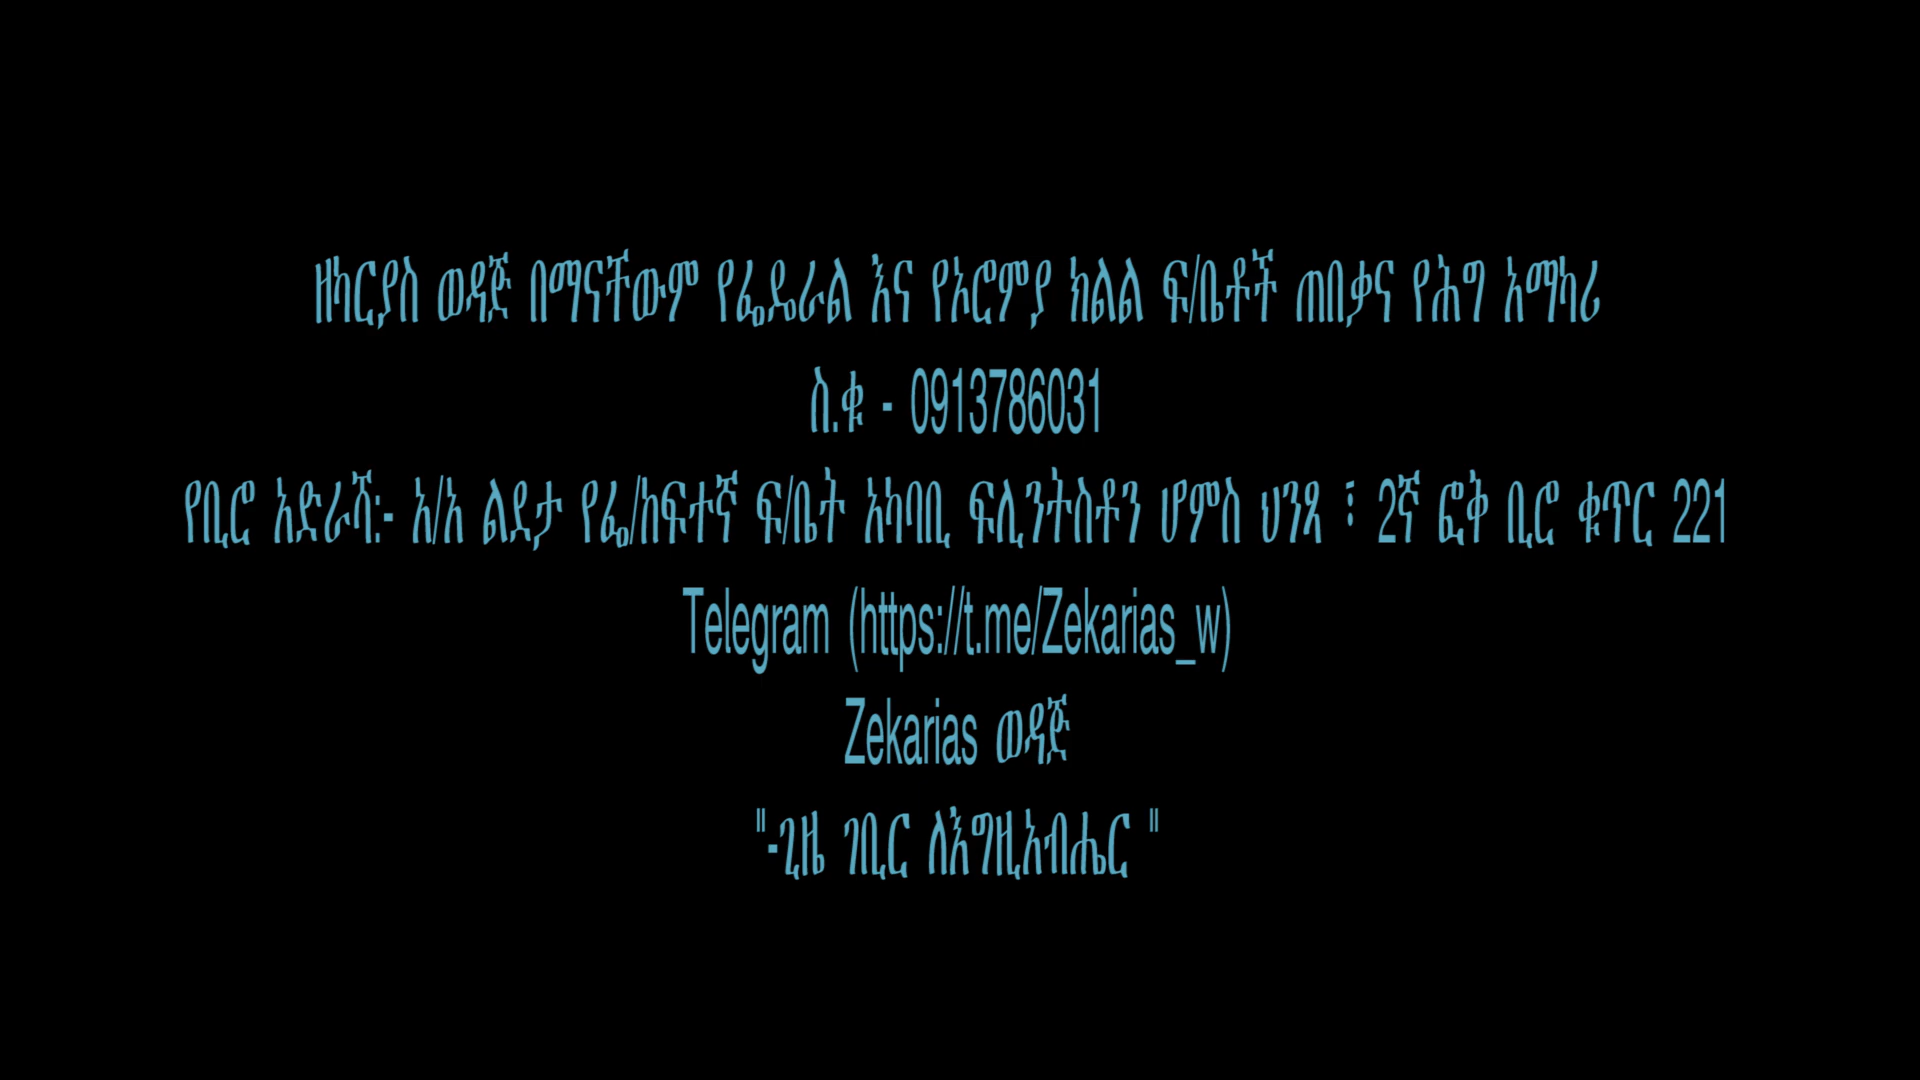 ዘካርያስ ወዳጅ በማናቸውም የፌዴራል እና የኦሮምያ ክልል ፍ/ቤቶች ጠበቃና የሕግ አማካሪ
ስ.ቁ - 0913786031
የቢሮ አድራሻ:- አ/አ ልደታ የፌ/ከፍተኛ ፍ/ቤት አካባቢ ፍሊንትስቶን ሆምስ ህንጻ ፣ 2ኛ ፎቅ ቢሮ ቁጥር 221
Telegram (https://t.me/Zekarias_w)
Zekarias ወዳጅ
"-ጊዜ ገቢር ለእግዚአብሔር "